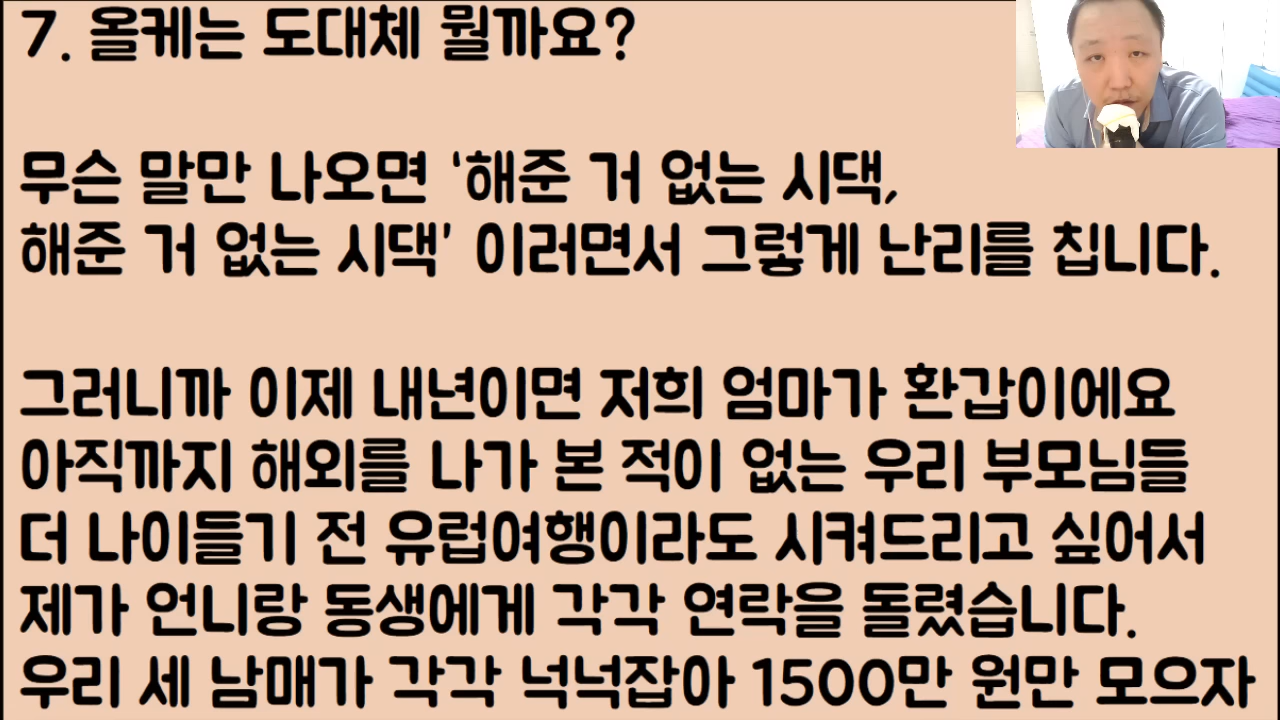 7. 올케는 도대체 뭘까요?
무슨 말만 나오면 ‘해준 거 없는 시댁,
해준 거 없는 시댁’ 이러면서 그렇게 난리를 칩니다.
그러니까 이제 내년이면 저희 엄마가 환갑이에요
아직까지 해외를 나가 본 적이 없는 우리 부모님들
더 나이들기 전 유럽여행이라도 시켜드리고 싶어서
제가 언니랑 동생에게 각각 연락을 돌렸습니다.
우리 세 남매가 각각 넉넉잡아 1500만 원만 모으자